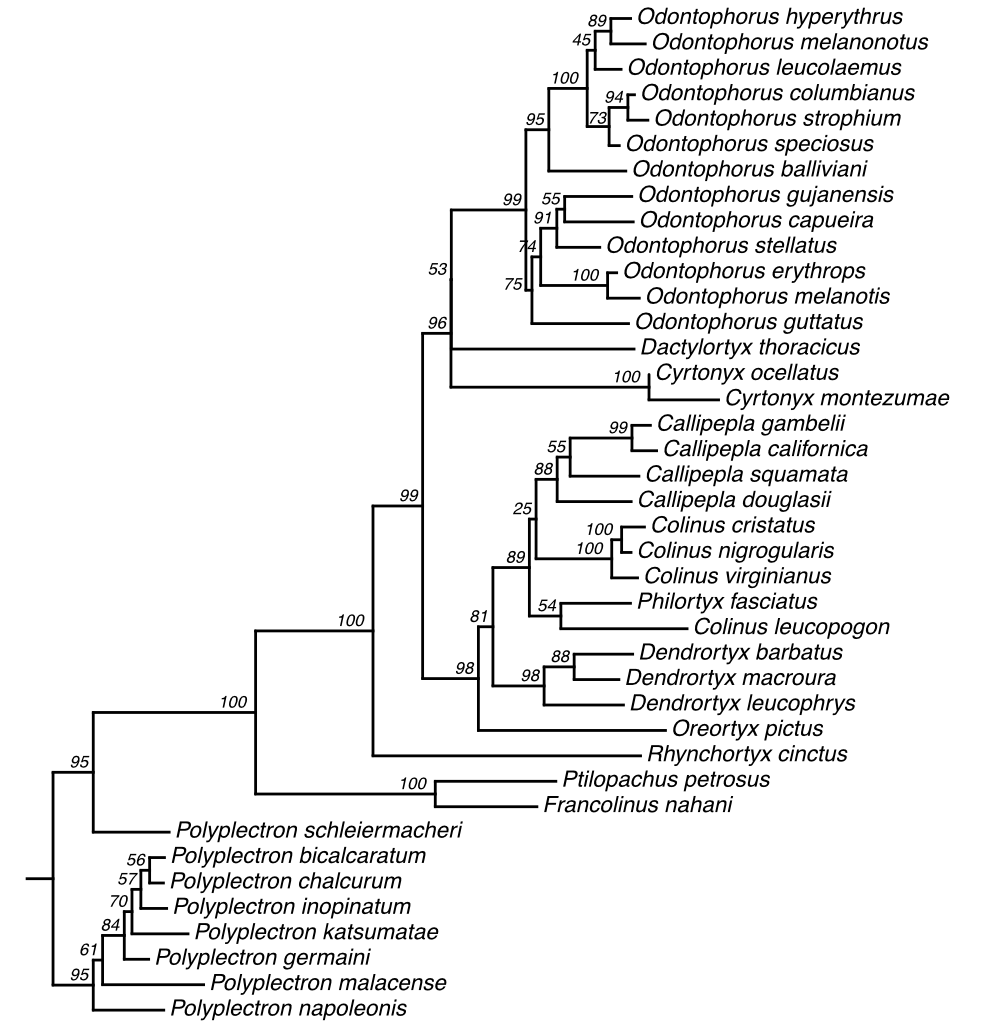 89 Odontophorus hyperythrus
45 Odontophorus melanonotus
Odontophorus leucolaemus
100 94 Odontophorus columbianus
73 Odontophorus strophium
95 Odontophorus speciosus
Odontophorus balliviani
99 55 Odontophorus gujanensis
91 Odontophorus capueira
74 Odontophorus stellatus
53 100 Odontophorus erythrops
75 Odontophorus melanotis
96 Odontophorus guttatus
Dactylortyx thoracicus
100 Cyrtonyx ocellatus
Cyrtonyx montezumae
99 Callipepla gambelii
55 Callipepla californica
88 Callipepla squamata
99 Callipepla douglasii
25 100 Colinus cristatus
100 Colinus nigrogularis
89 Colinus virginianus
54 Philortyx fasciatus
100 81 Colinus leucopogon
88 Dendrortyx barbatus
98 98 Dendrortyx macroura
100 Dendrortyx leucophrys
Oreortyx pictus
95 Rhynchortyx cinctus
100 Ptilopachus petrosus
Francolinus nahani
Polyplectron schleiermacheri
56 Polyplectron bicalcaratum
57 Polyplectron chalcurum
70 Polyplectron inopinatum
84 Polyplectron katsumatae
61 Polyplectron germaini
95 Polyplectron malacense
Polyplectron napoleonis